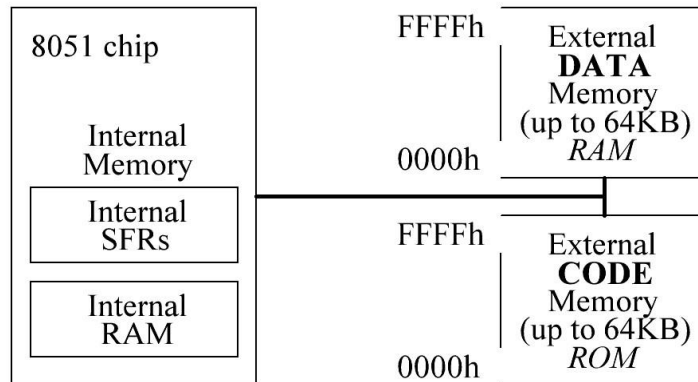 8051 chip
Internal
Memory
Internal
SFRs
Internal
RAM
FFFFh
0000h
External
DATA
Memory
(up to 64KB)
RAM
FFFFh
0000h
External
CODE
Memory
(up to 64KB)
ROM